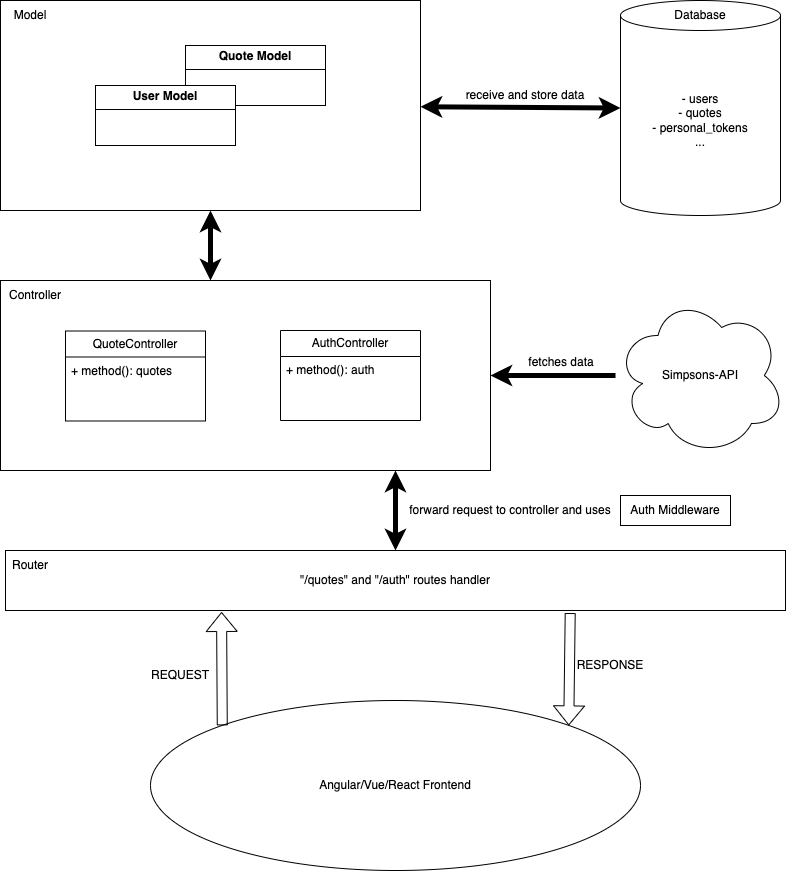 Model
Database
Quote Model
User Model
receive and store data
- users
- quotes
- personal_tokens
...
Controller
QuoteController
+ method(): quotes
AuthController
+ method(): auth
fetches data
Simpsons-API
forward request to controller and uses
Auth Middleware
Router
"/quotes" and "/auth" routes handler
REQUEST
RESPONSE
Angular/Vue/React Frontend